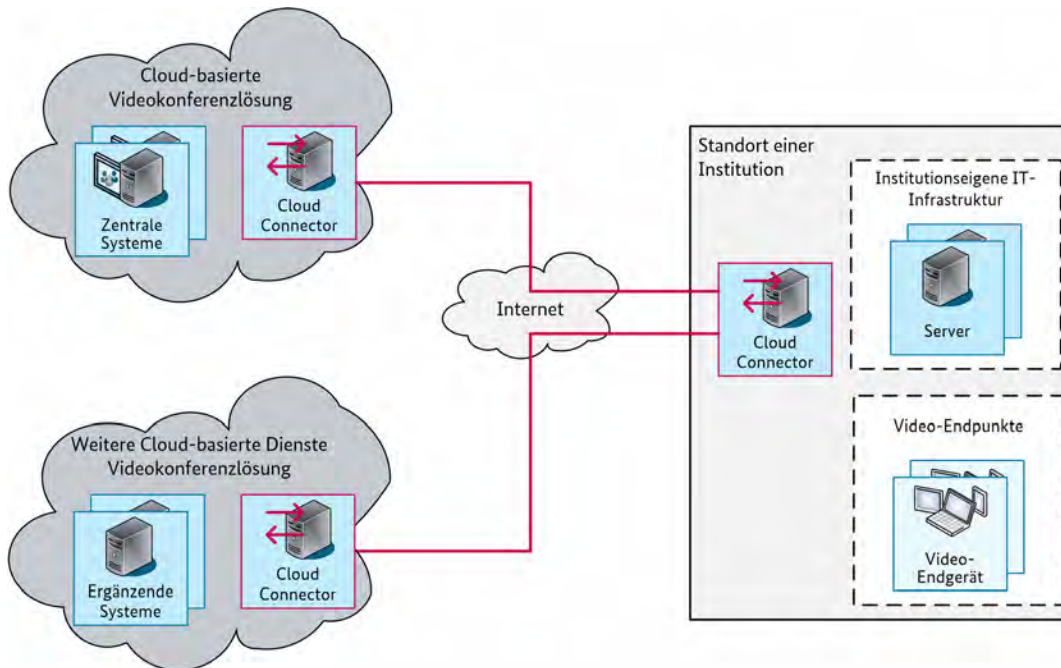 Cloud-basierte
Videokonferenzlösung
Zentrale
Systeme
Cloud
Connector
Internet
Weitere Cloud-basierte Dienste
Videokonferenzlösung
Ergänzende
Systeme
Cloud
Connector
Standort einer
Institution
Cloud
Connector
Institutionseigene IT-
Infrastruktur
Server
Video-Endpunkte
Video-
Endgerät